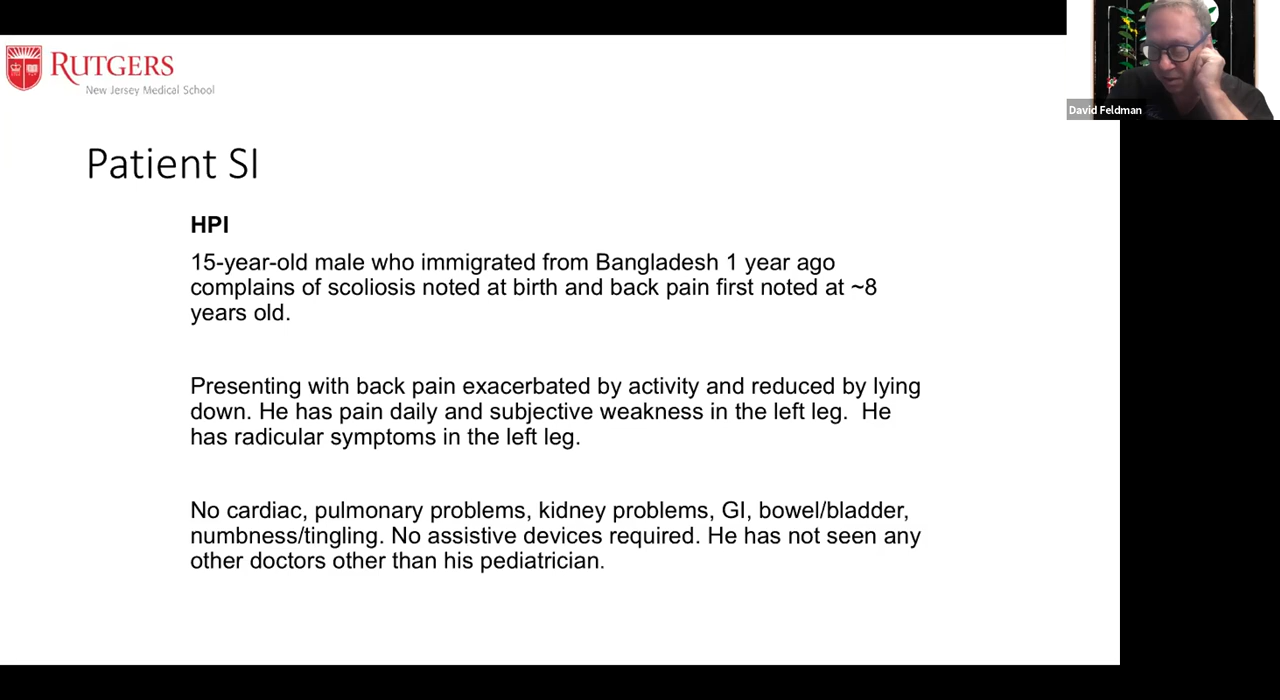 RUTGERS
New Jersey Medical School
David Feldman
Patient SI
HPI
15-year-old male who immigrated from Bangladesh 1 year ago
complains of scoliosis noted at birth and back pain first noted at ~8
years old.
Presenting with back pain exacerbated by activity and reduced by lying
down. He has pain daily and subjective weakness in the left leg.  He
has radicular symptoms in the left leg.
No cardiac, pulmonary problems, kidney problems, GI, bowel/bladder,
numbness/tingling. No assistive devices required. He has not seen any
other doctors other than his pediatrician.